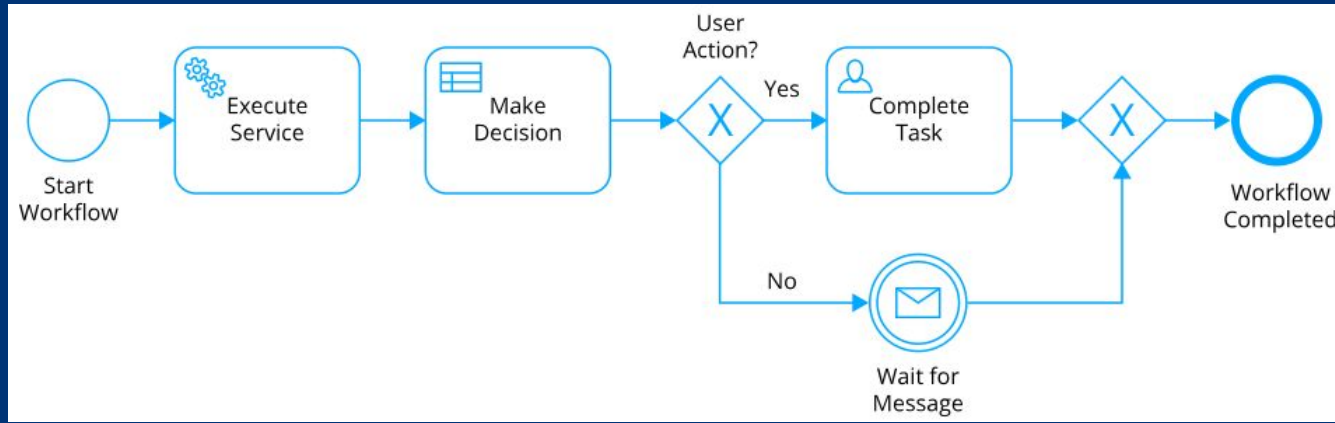 User
Action?
Execute
Service
Make
Decision
X
Yes
Complete
Task
X
Start
Workflow
Workflow
Completed
No
Wait for
Message